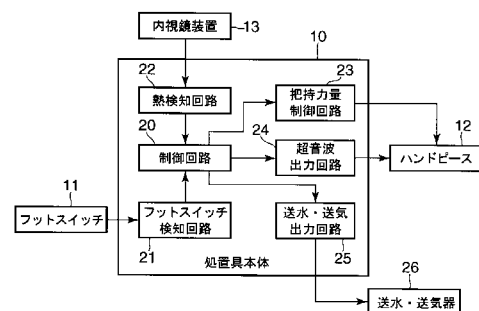 内視鏡装置
13
10
22
熱検知回路
23
把持力量
制御回路
20
制御回路
24
超音波
出力回路
12
ハンドピース
11
フットスイッチ
フットスイッチ
検知回路
21
送水・送気
出力回路
25
処置具本体
26
送水・送気器